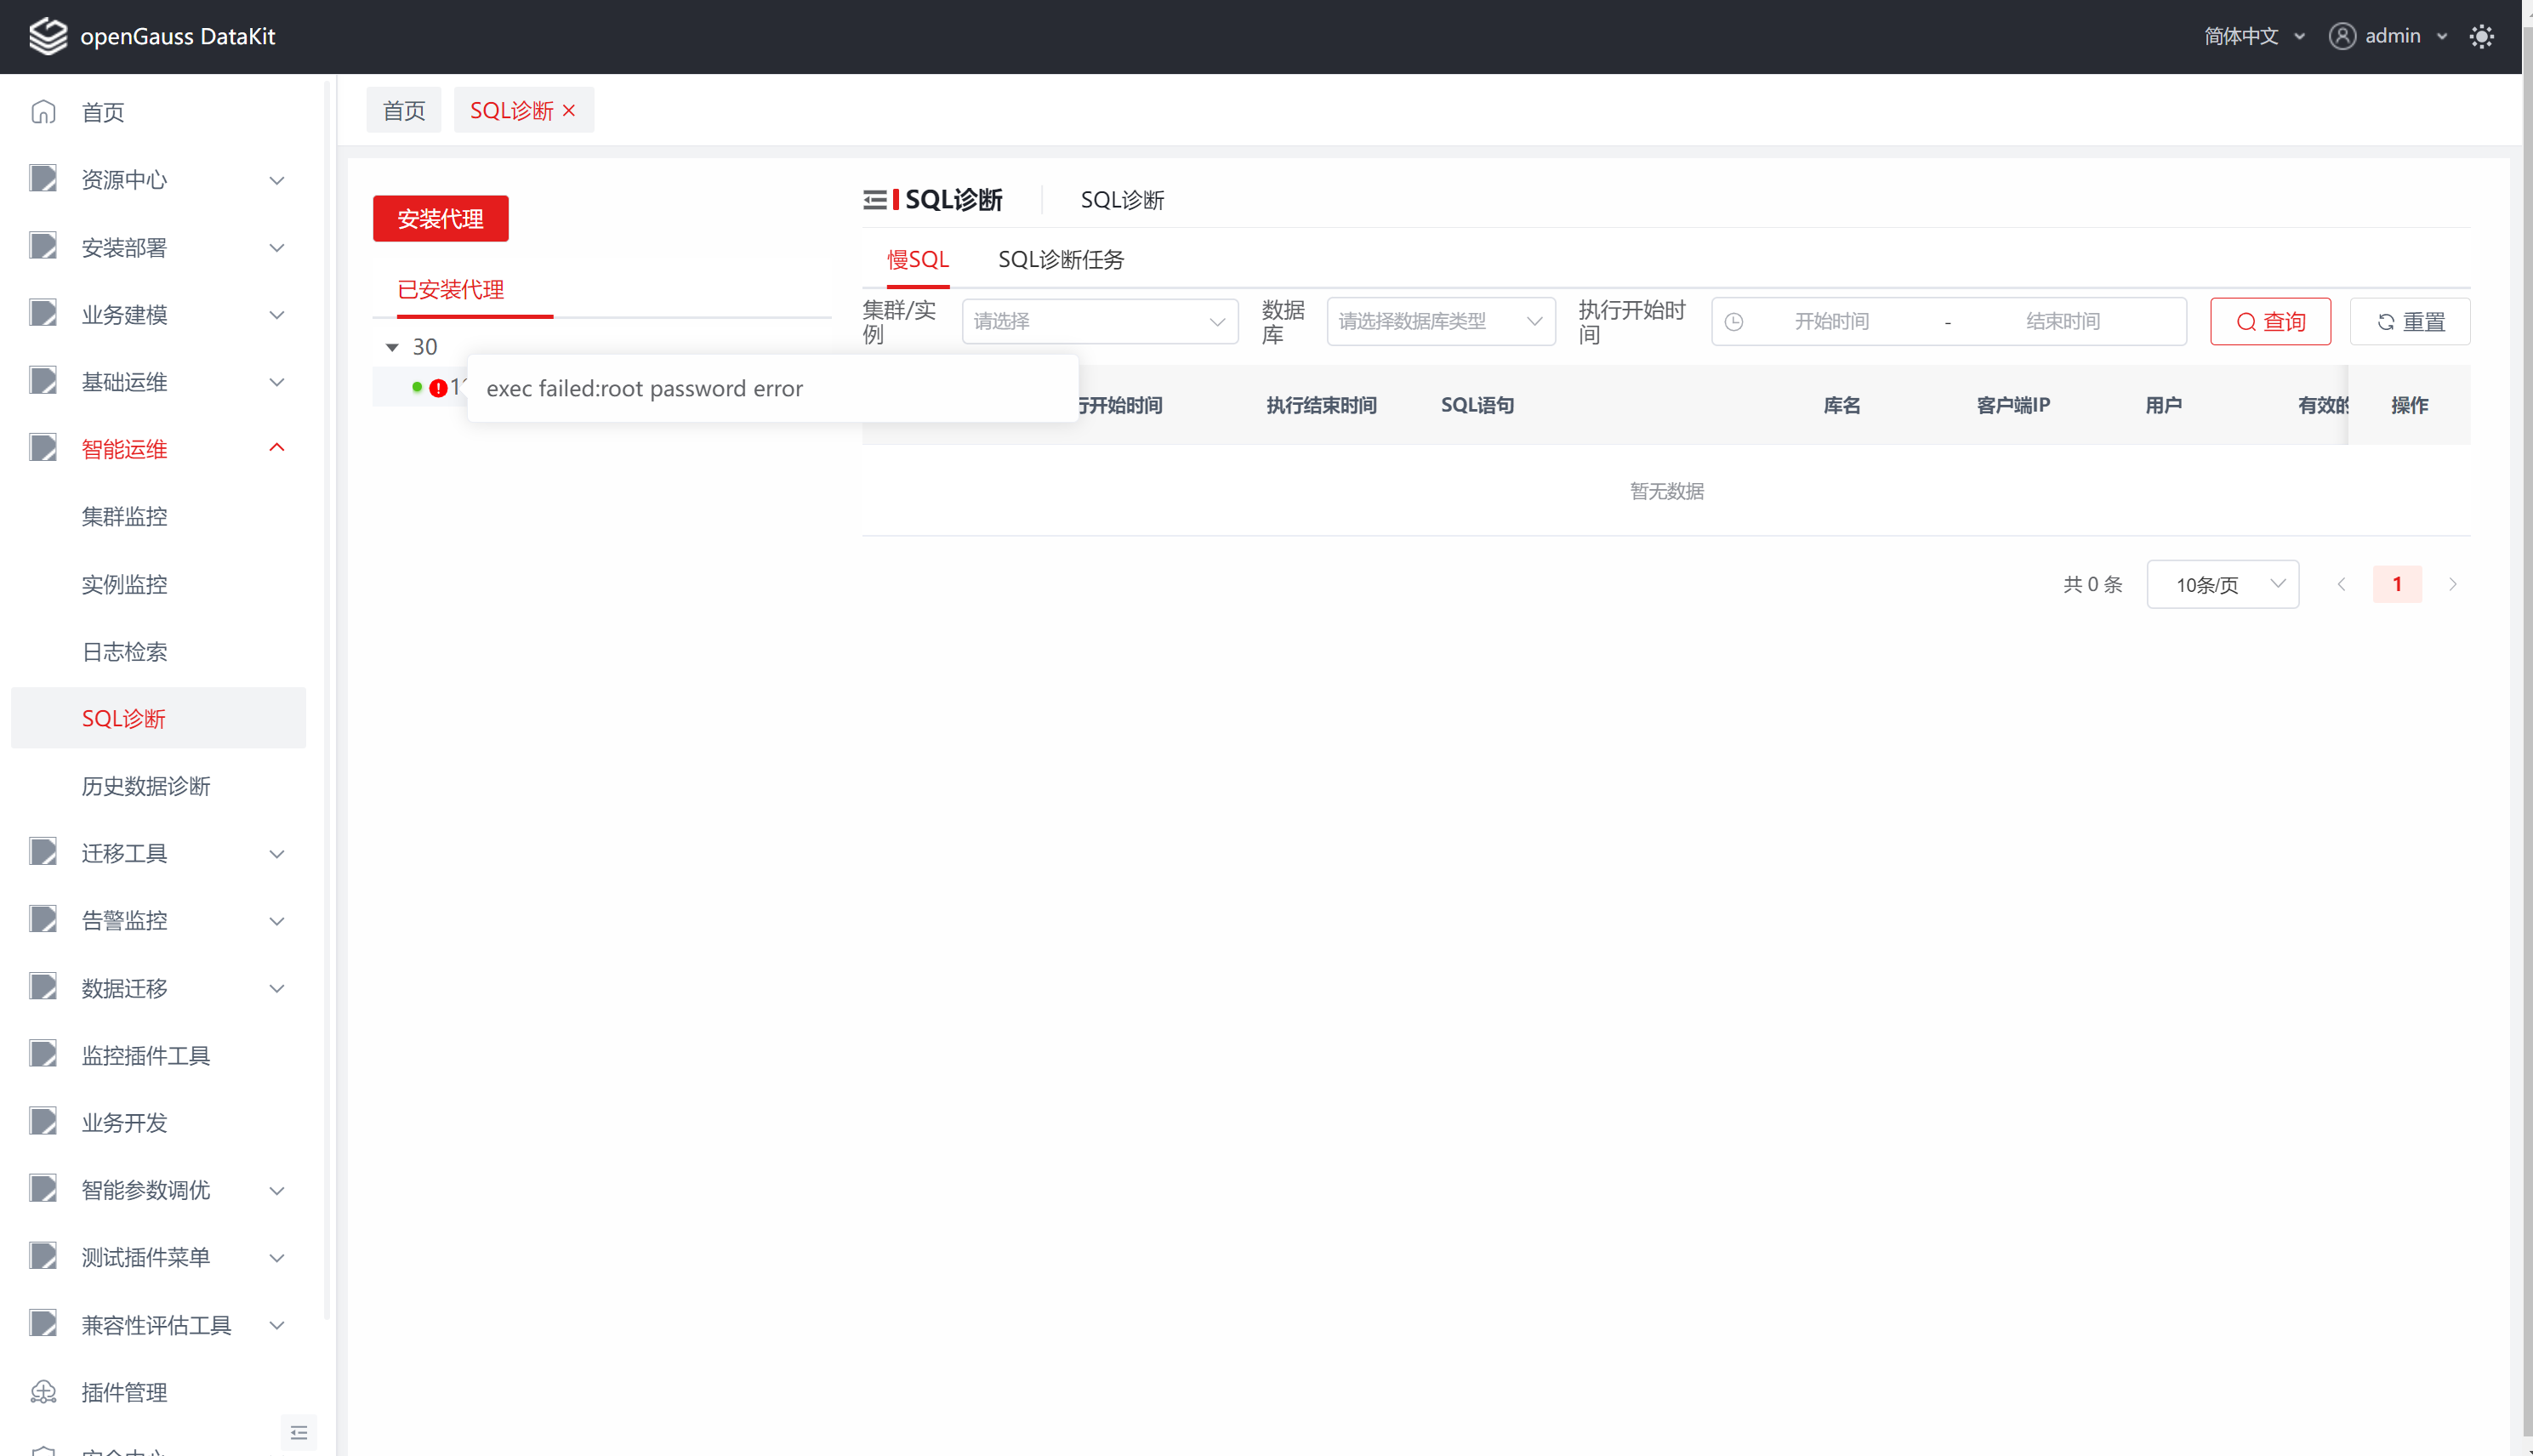 openGauss DataKit
简体中文
admin
首页
资源中心
安装部署
业务建模
基础运维
智能运维
集群监控
实例监控
日志检索
SQL诊断
历史数据诊断
迁移工具
告警监控
数据迁移
监控插件工具
业务开发
智能参数调优
测试插件菜单
兼容性评估工具
插件管理
首页
SQL诊断
安装代理
已安装代理
30
exec failed:root password error
SQL诊断
SQL诊断
慢SQL
SQL诊断任务
集群/实
例
请选择
数据
库
请选择数据库类型
执行开始时
间
开始时间 - 结束时间
查询
重置
行开始时间
执行结束时间
SQL语句
库名
客户端IP
用户
有效的
操作
暂无数据
共 0 条
10条/页
1